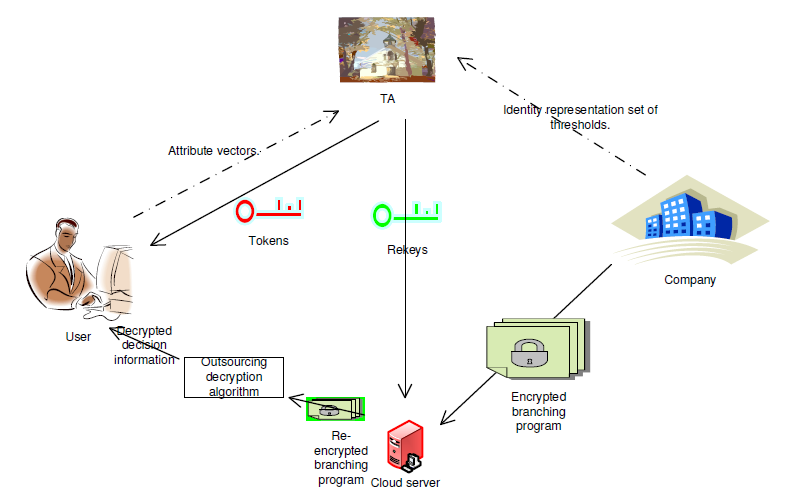 TA
Identity representation set of
thresholds.
Attribute vectors.
Tokens
Rekeys
Company
User
Decrypted
decision
information
Outsourcing
decryption
algorithm
Encrypted
branching
program
Re-
encrypted
branching
program
Cloud server